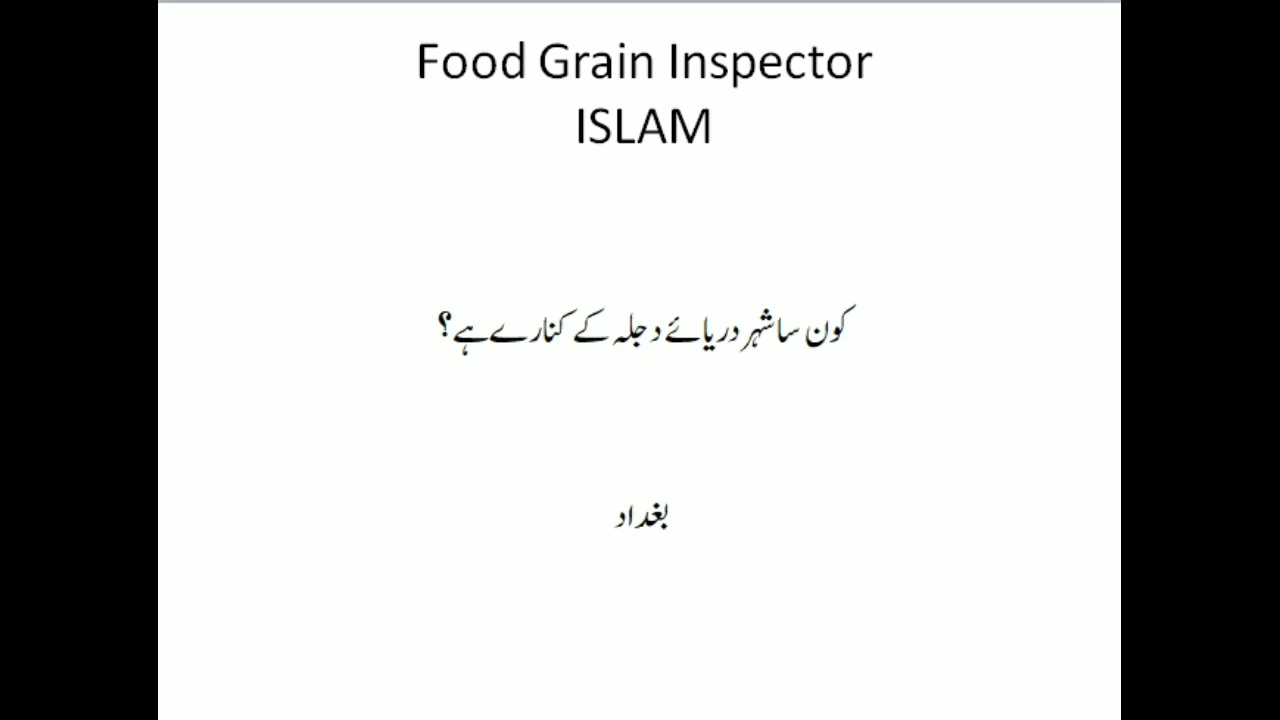 Food Grain Inspector
ISLAM
کون سا شہر دریائے دجلہ کے کنارے ہے؟
بغداد